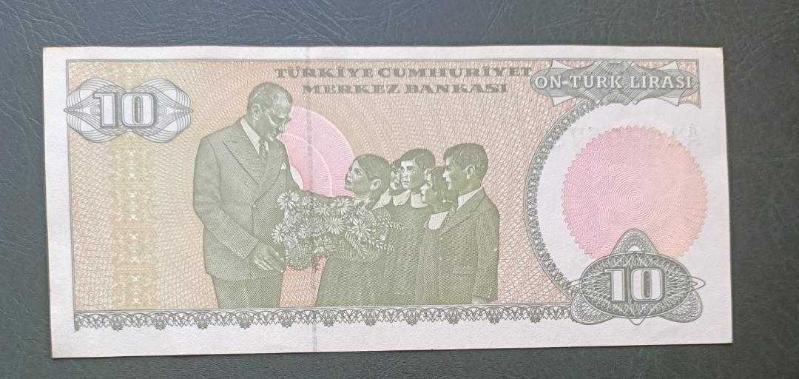 10
TÜRKİYE CUMHURİYET
MERKEZ BANKASI
ON-TÜRK LİRASI
10